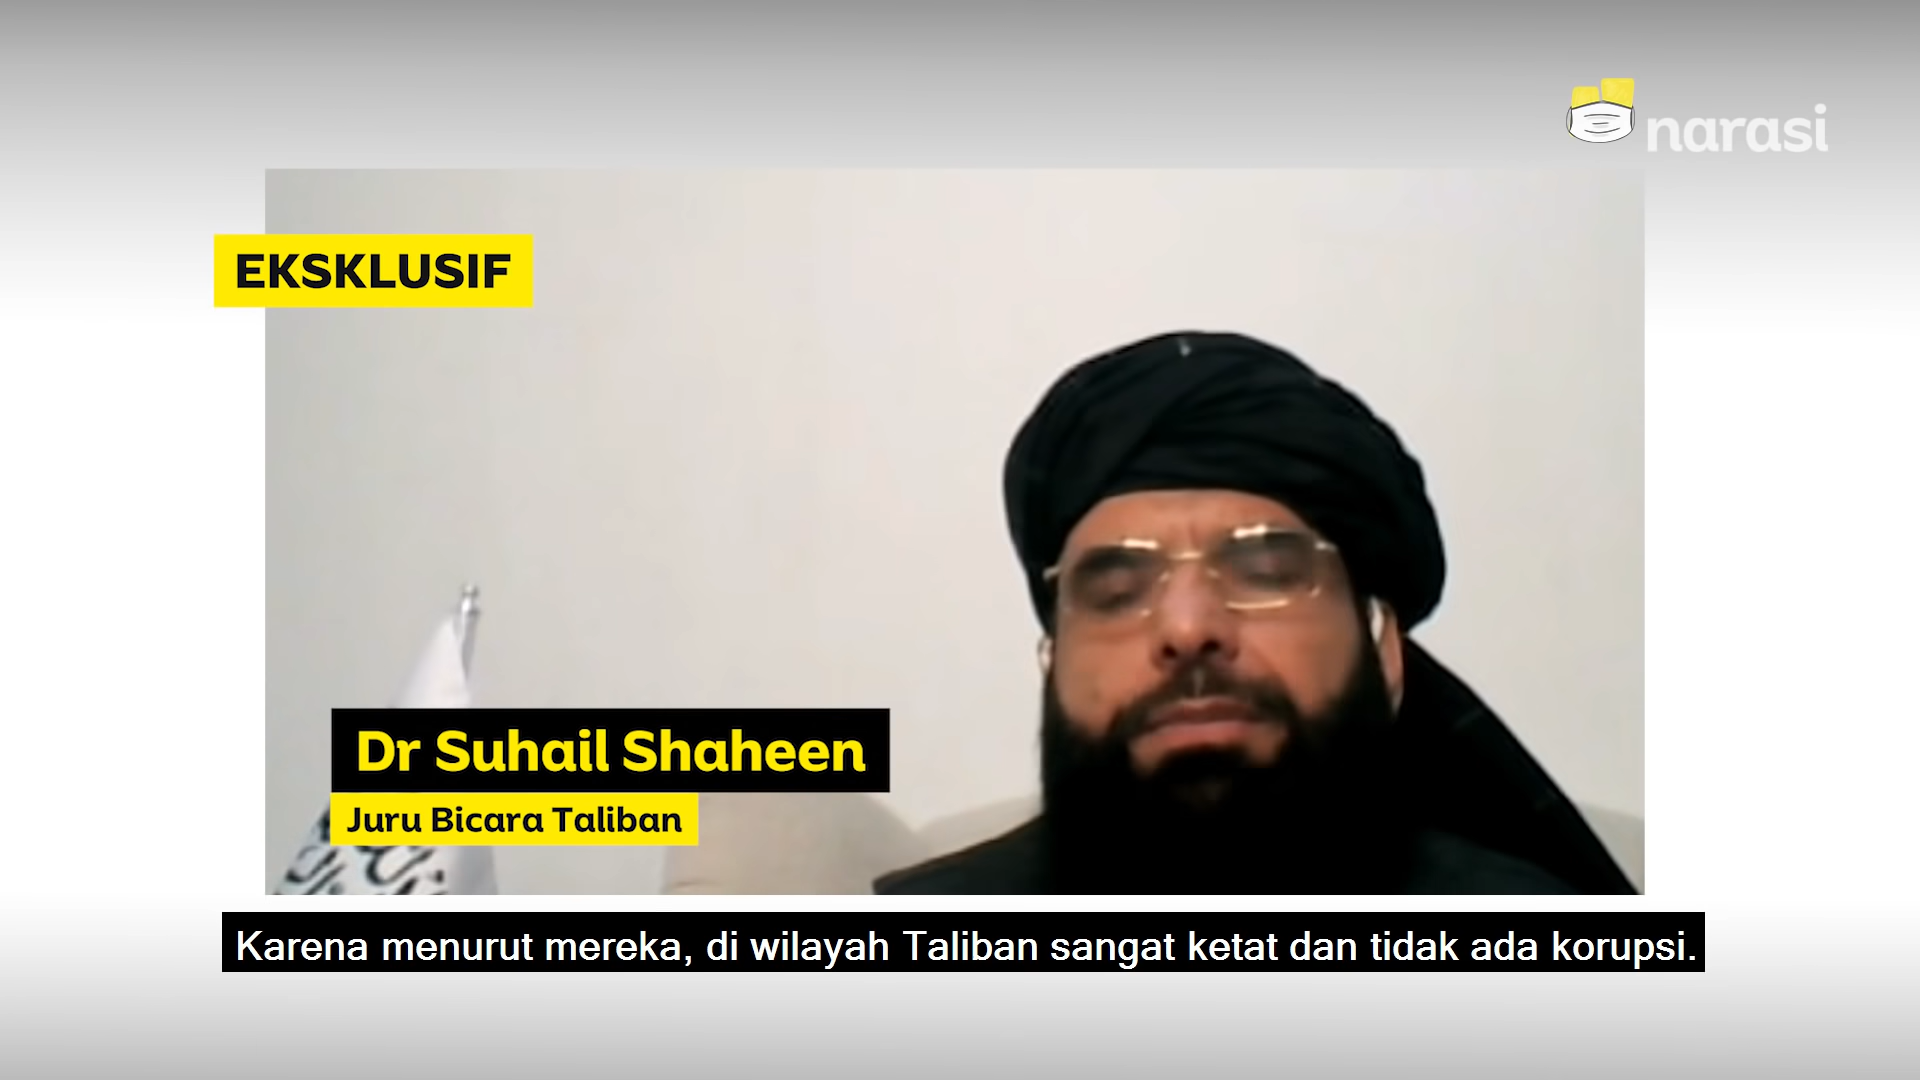 narasi
EKSKLUSIF
Dr Suhail Shaheen
Juru Bicara Taliban
Karena menurut mereka, di wilayah Taliban sangat ketat dan tidak ada korupsi.